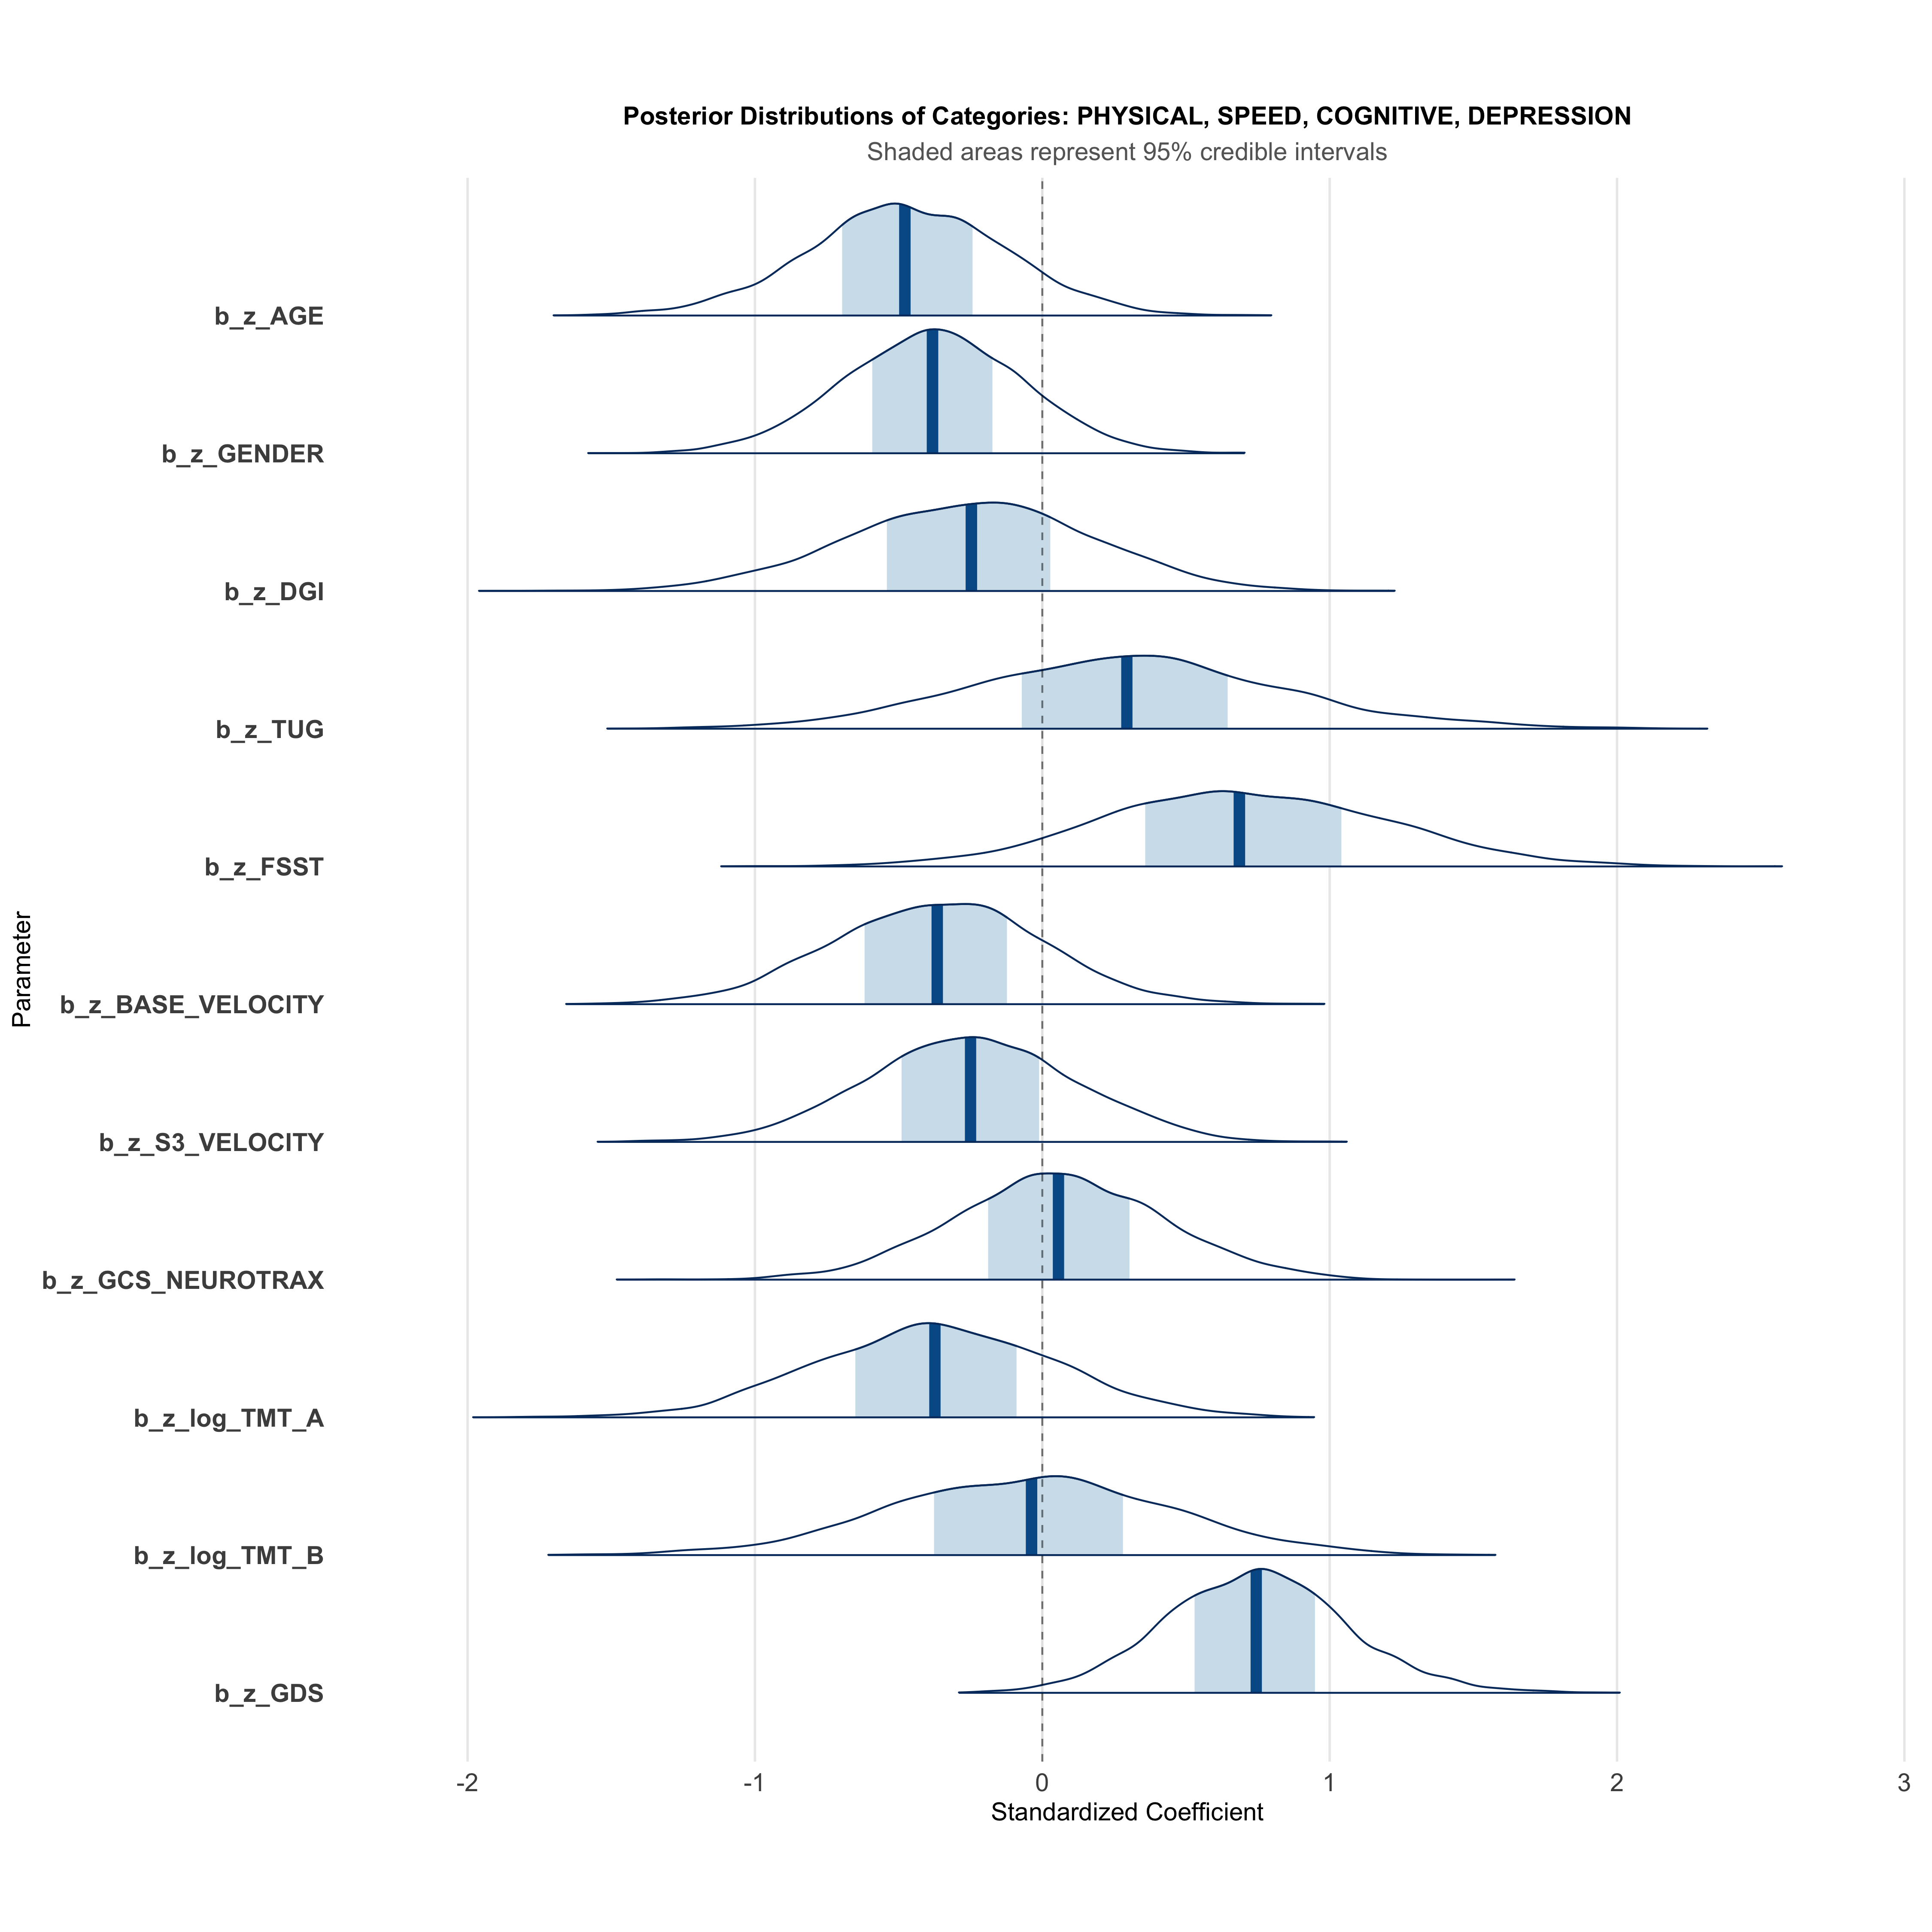 Posterior Distributions of Categories: PHYSICAL, SPEED, COGNITIVE, DEPRESSION
Shaded areas represent 95% credible intervals
Parameter
b_z_AGE
b_z_GENDER
b_z_DGI
b_z_TUG
b_z_FSST
b_z_BASE_VELOCITY
b_z_S3_VELOCITY
b_z_GCS_NEUROTRAX
b_z_log_TMT_A
b_z_log_TMT_B
b_z_GDS
-2 -1 0 1 2 3
Standardized Coefficient